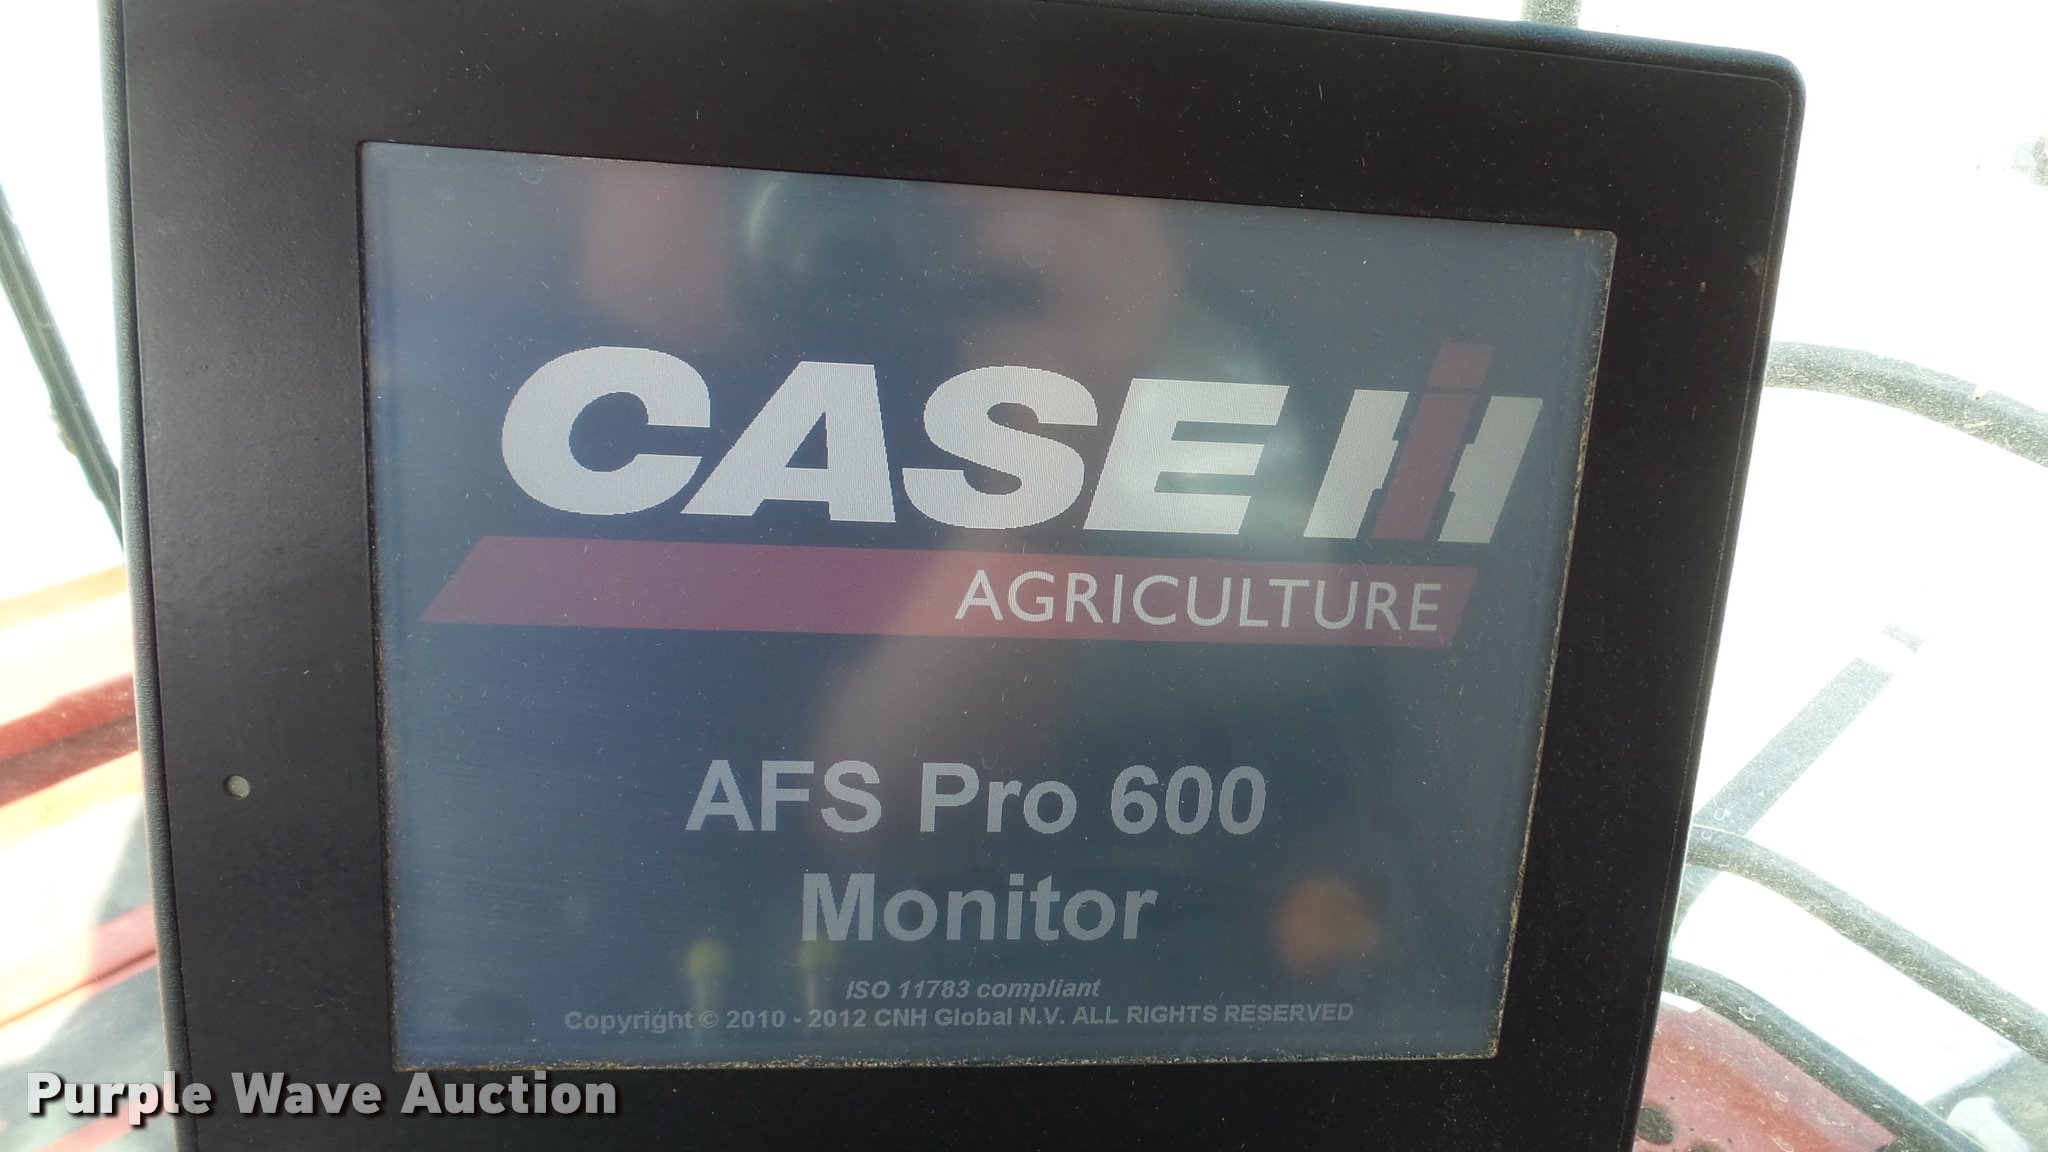 CASE IH
AGRICULTURE
AFS Pro 600
Monitor
ISO 11783 compliant
Copyright © 2010 - 2012 CNH Global N.V. ALL RIGHTS RESERVED
Purple Wave Auction